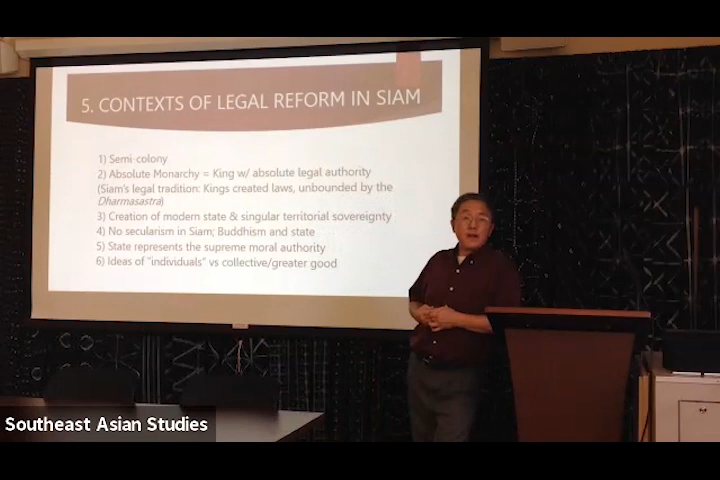 5. CONTEXTS OF LEGAL REFORM IN SIAM
1) Semi-colony
2) Absolute Monarchy = King w/ absolute legal authority
(Siam's legal tradition: Kings created laws, unbounded by the
Dharmasastra)
3) Creation of modern state & singular territorial sovereignty
4) No secularism in Siam; Buddhism and state
5) State represents the supreme moral authority
6) Ideas of "individuals" vs collective/greater good
Southeast Asian Studies